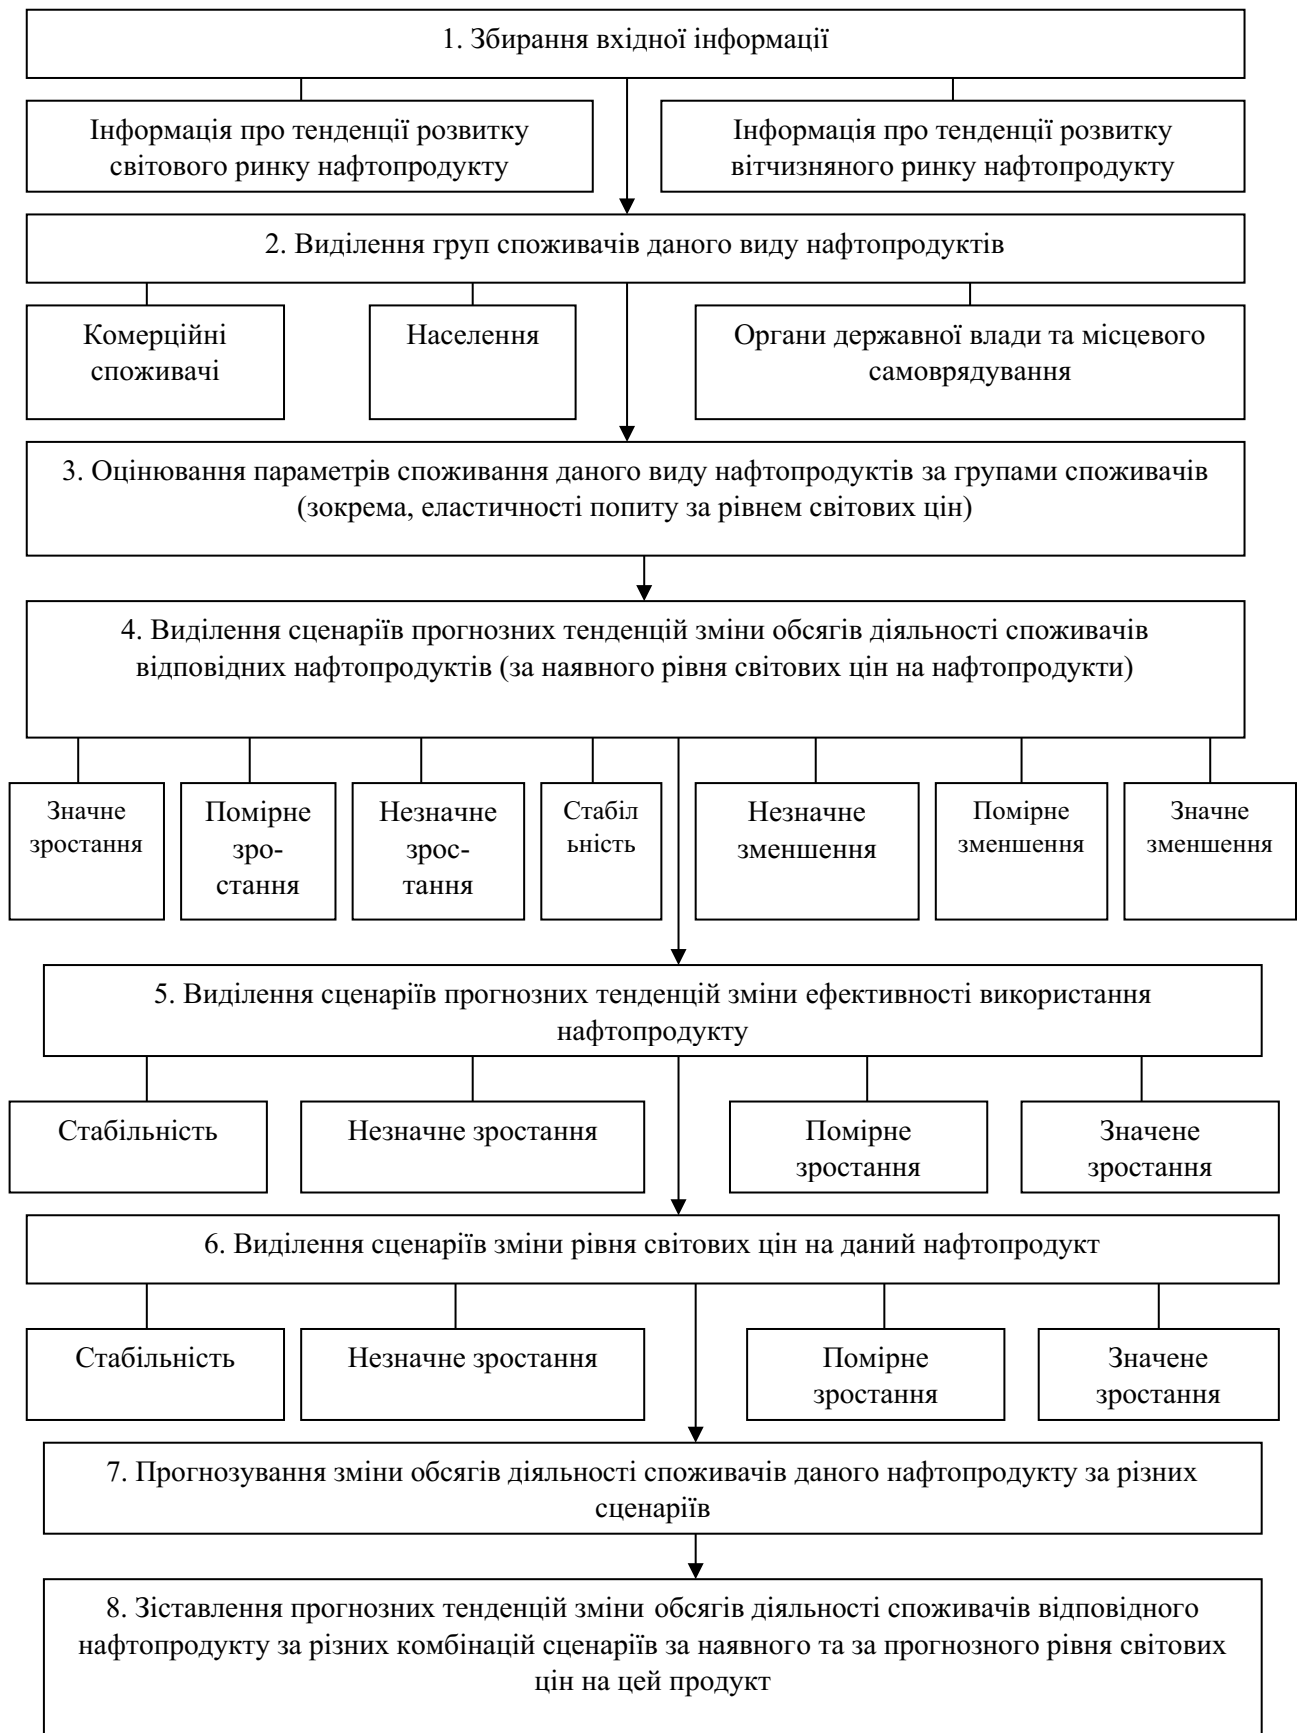 1. Збирання вхідної інформації
Інформація про тенденції розвитку
світового ринку нафтопродукту
Інформація про тенденції розвитку
вітчизняного ринку нафтопродукту
2. Виділення груп споживачів даного виду нафтопродуктів
Комерційні
споживачі
Населення
Органи державної влади та місцевого
самоврядування
3. Оцінювання параметрів споживання даного виду нафтопродуктів за групами споживачів
(зокрема, еластичності попиту за рівнем світових цін)
4. Виділення сценаріїв прогнозних тенденцій зміни обсягів діяльності споживачів
відповідних нафтопродуктів (за наявного рівня світових цін на нафтопродукти)
Значне
зростання
Помірне
зро-
стання
Незначне
зрос-
тання
Стабіл
ьність
Незначне
зменшення
Помірне
зменшення
Значне
зменшення
5. Виділення сценаріїв прогнозних тенденцій зміни ефективності використання
нафтопродукту
Стабільність
Незначне зростання
Помірне
зростання
Значене
зростання
6. Виділення сценаріїв зміни рівня світових цін на даний нафтопродукт
Стабільність
Незначне зростання
Помірне
зростання
Значене
зростання
7. Прогнозування зміни обсягів діяльності споживачів даного нафтопродукту за різних
сценаріїв
8. Зіставлення прогнозних тенденцій зміни обсягів діяльності споживачів відповідного
нафтопродукту за різних комбінацій сценаріїв за наявного та за прогнозного рівня світових
цін на цей продукт